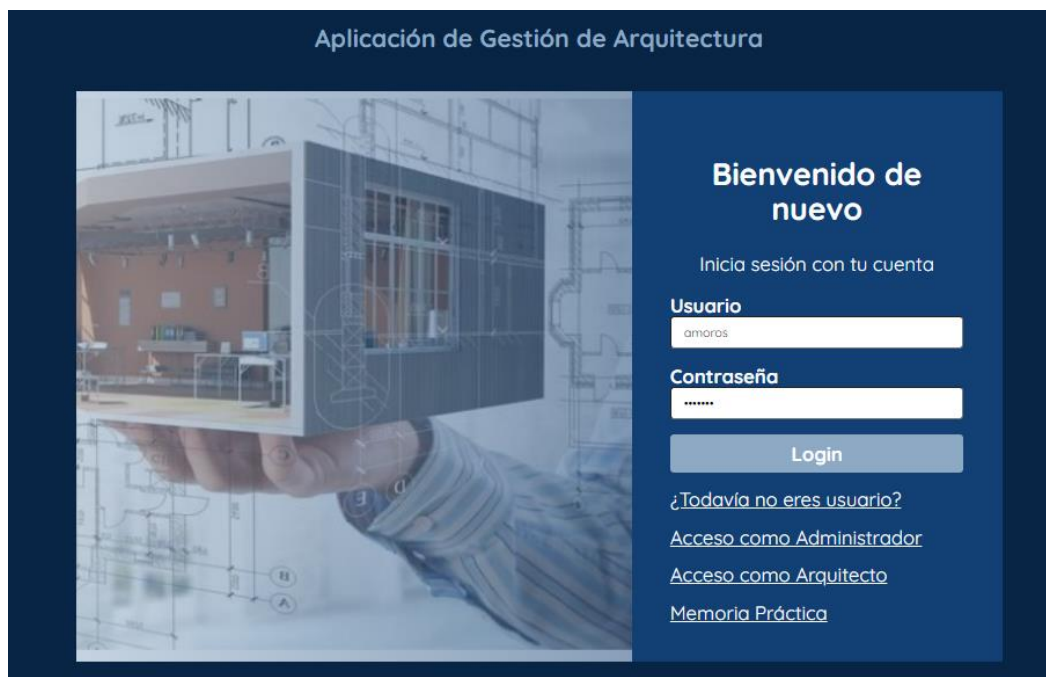 Aplicación de Gestión de Arquitectura
Bienvenido de
nuevo
Inicia sesión con tu cuenta
Usuario
amoros
Contraseña
•••••••
Login
¿Todavía no eres usuario?
Acceso como Administrador
Acceso como Arquitecto
Memoria Práctica